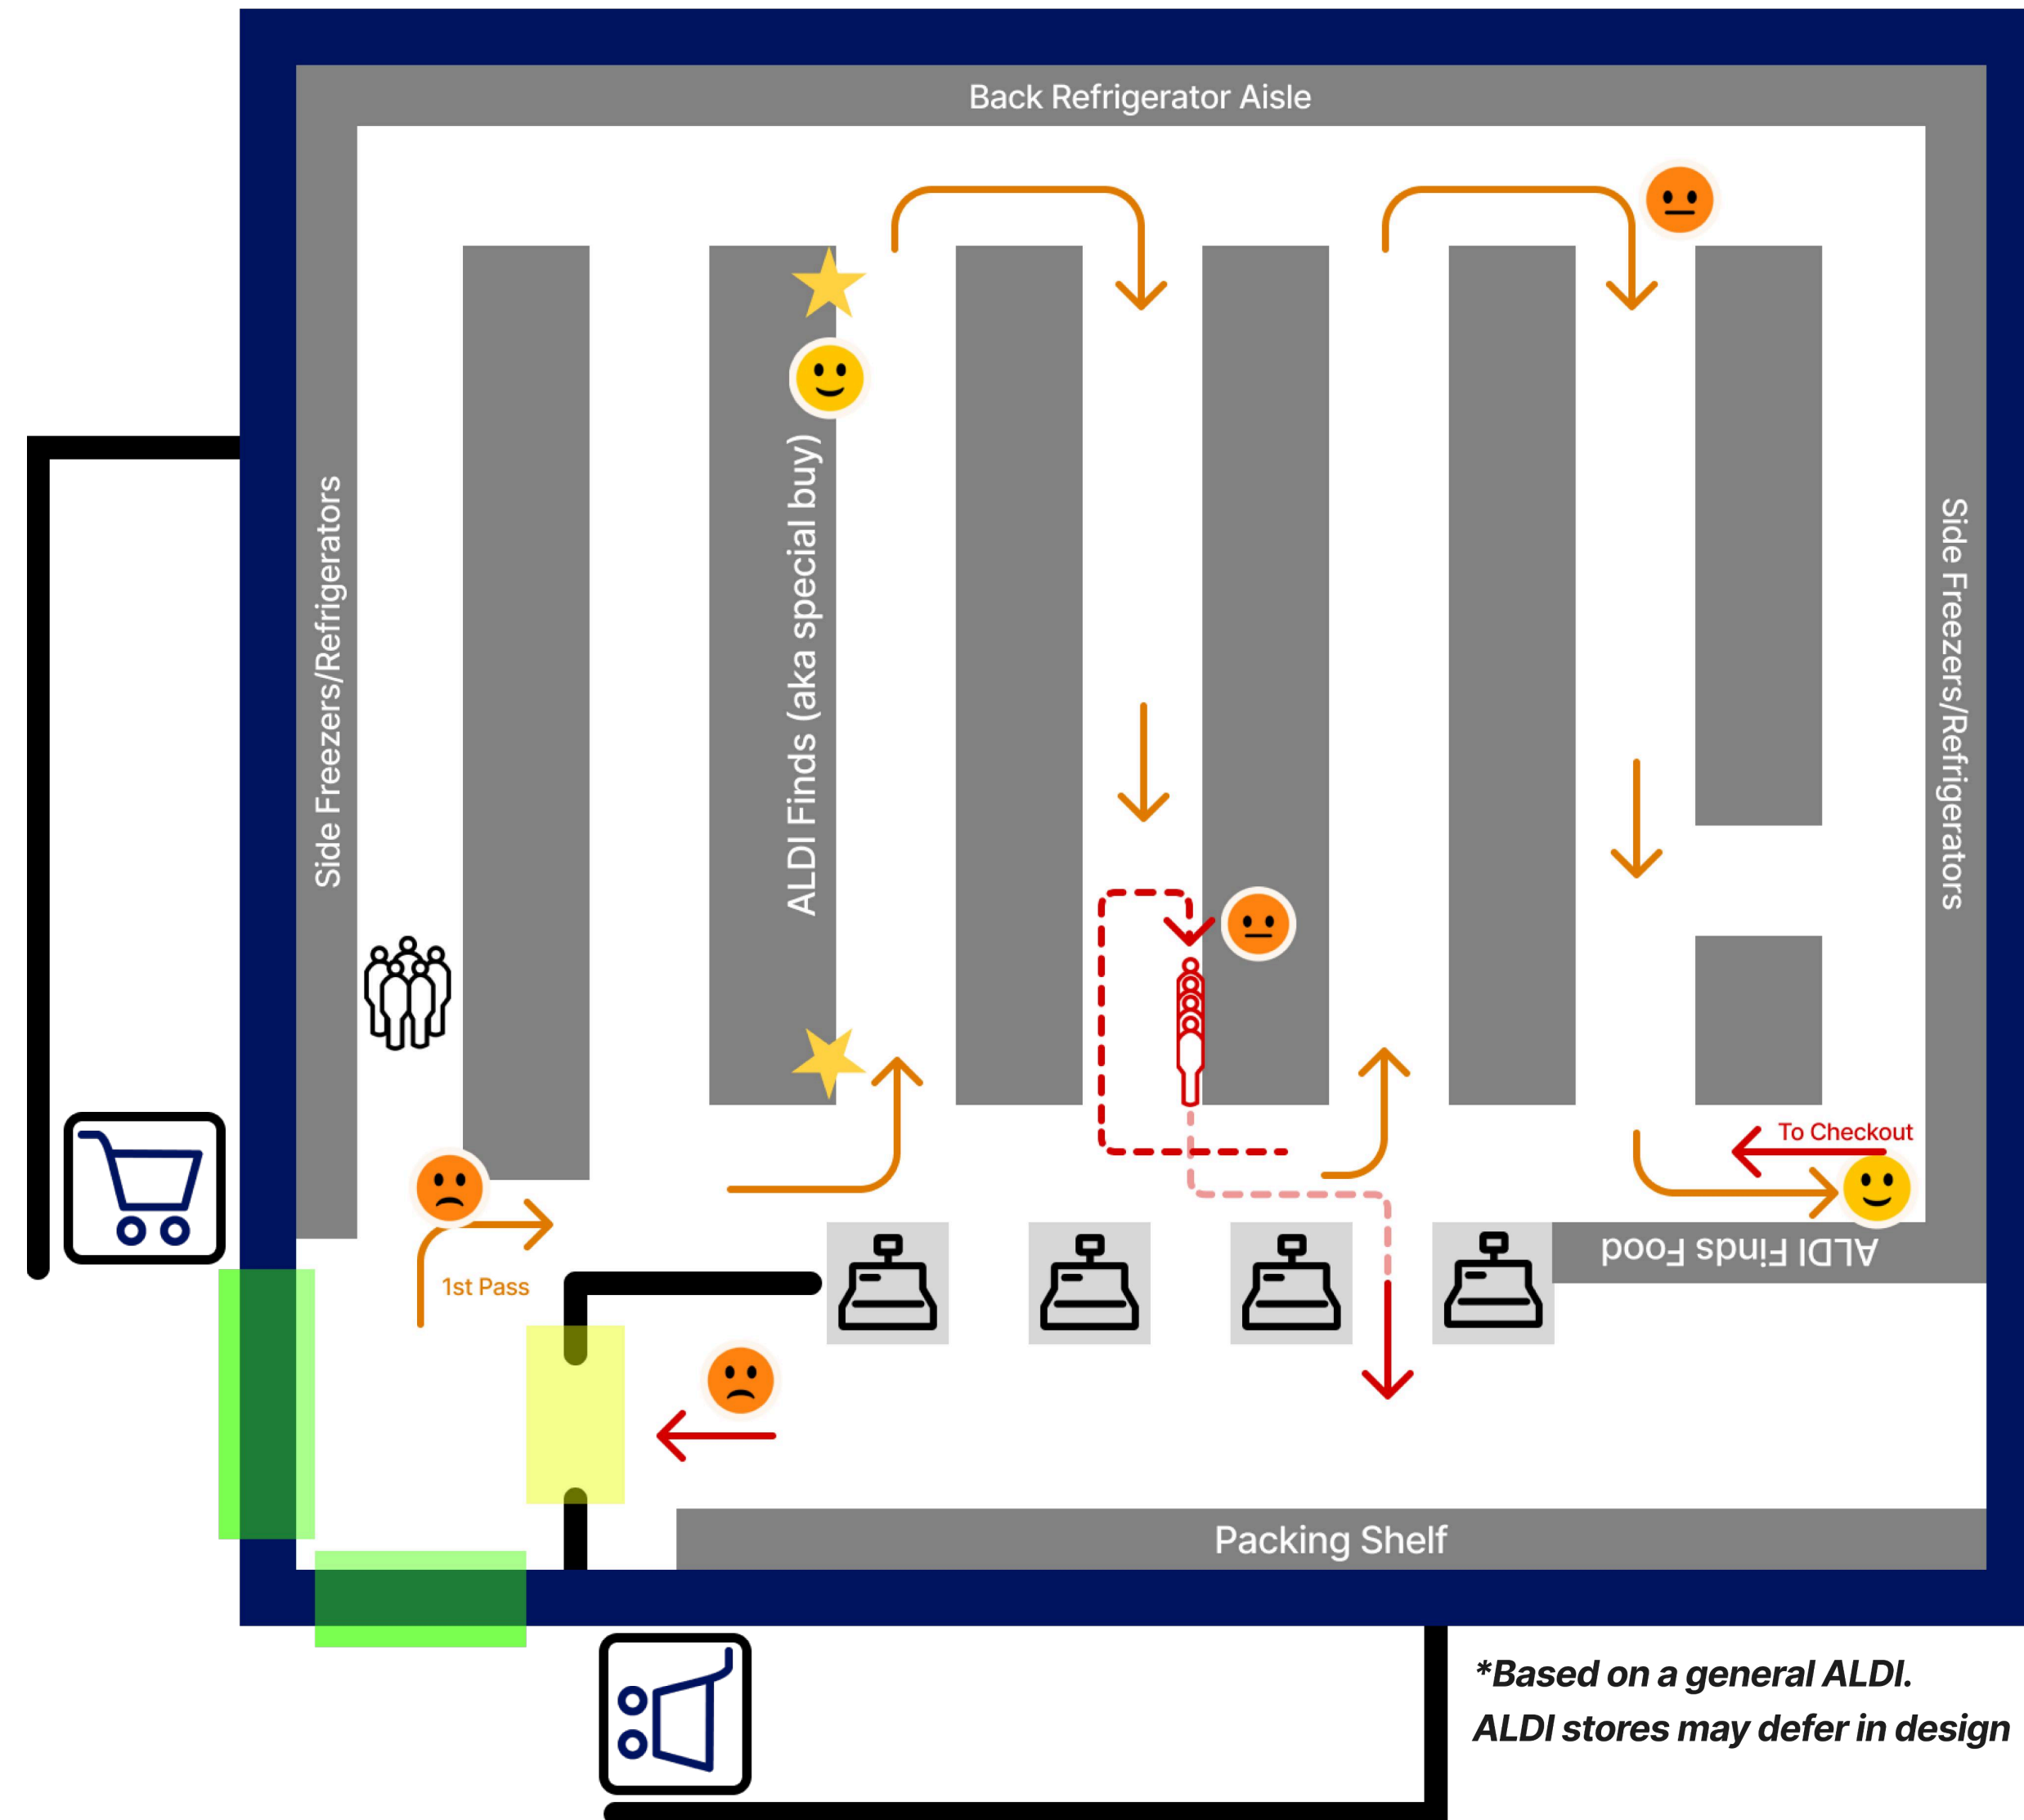 Back Refrigerator Aisle
Side Freezers/Refrigerators
ALDI Finds (aka special buy)
Side Freezers/Refrigerators
To Checkout
1st Pass
ALDI Finds Food
Packing Shelf
*Based on a general ALDI.
ALDI stores may defer in design